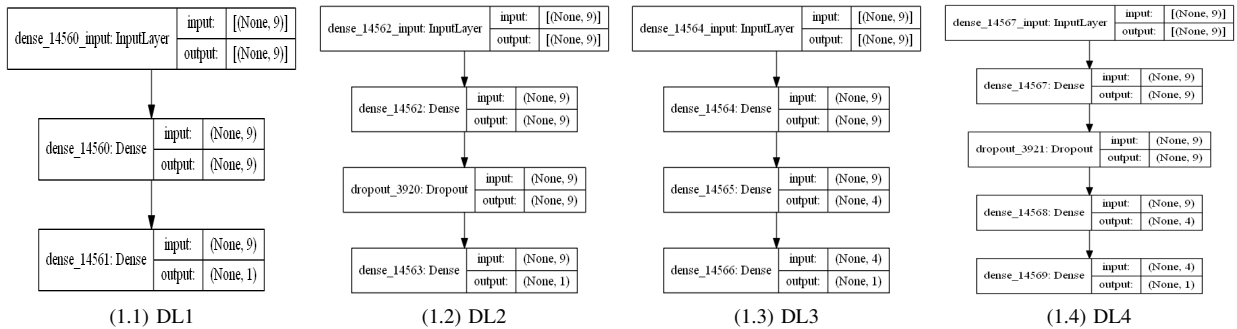 dense_14560_input: InputLayer
input: [(None, 9)]
output: [(None, 9)]
dense_14560: Dense
input: (None, 9)
output: (None, 9)
dense_14561: Dense
input: (None, 9)
output: (None, 1)
(1.1) DL1
dense_14562_input: InputLayer
input: [(None, 9)]
output: [(None, 9)]
dense_14562: Dense
input: (None, 9)
output: (None, 9)
dropout_3920: Dropout
input: (None, 9)
output: (None, 9)
dense_14563: Dense
input: (None, 9)
output: (None, 1)
(1.2) DL2
dense_14564_input: InputLayer
input: [(None, 9)]
output: [(None, 9)]
dense_14564: Dense
input: (None, 9)
output: (None, 9)
dense_14565: Dense
input: (None, 9)
output: (None, 4)
dense_14566: Dense
input: (None, 4)
output: (None, 1)
(1.3) DL3
dense_14567_input: InputLayer
input: [(None, 9)]
output: [(None, 9)]
dense_14567: Dense
input: (None, 9)
output: (None, 9)
dropout_3921: Dropout
input: (None, 9)
output: (None, 9)
dense_14568: Dense
input: (None, 9)
output: (None, 4)
dense_14569: Dense
input: (None, 4)
output: (None, 1)
(1.4) DL4